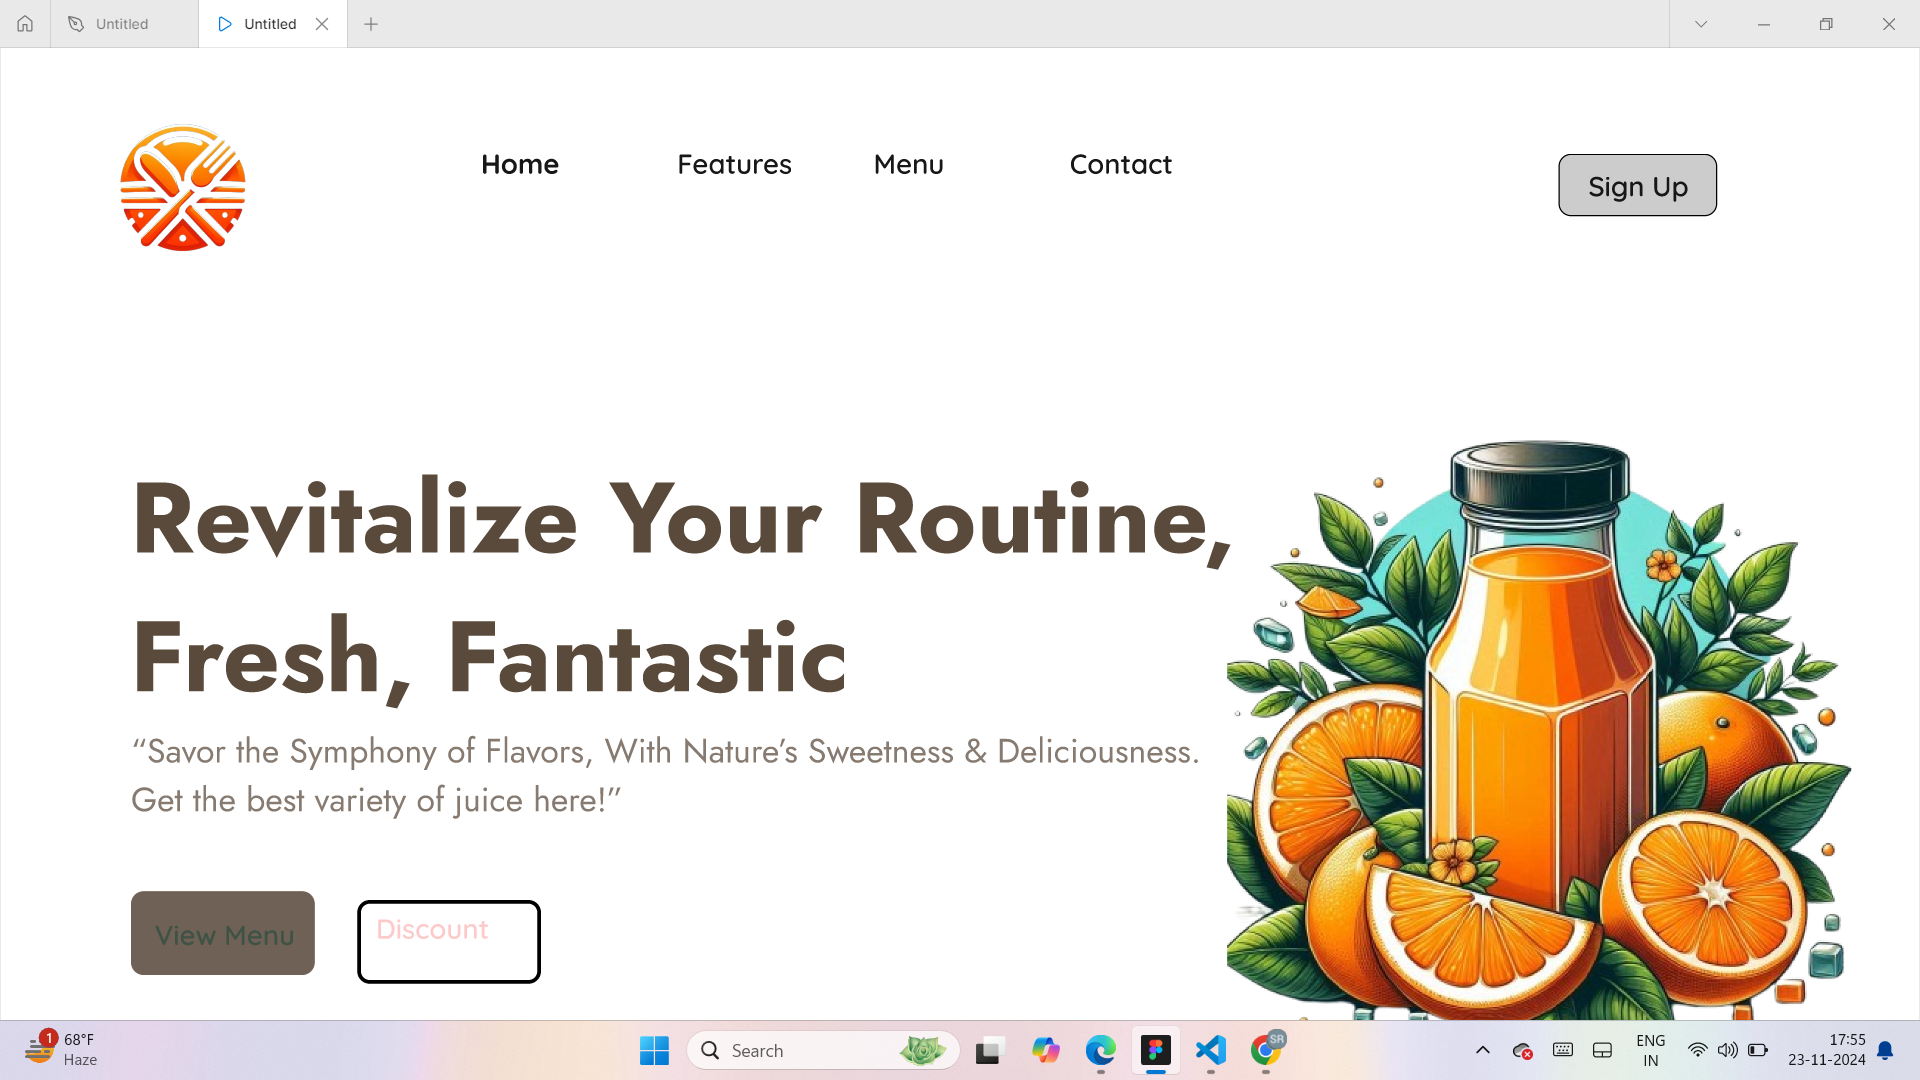 Untitled
Untitled
Home Features Menu Contact
Sign Up
Revitalize Your Routine,
Fresh, Fantastic
“Savor the Symphony of Flavors, With Nature’s Sweetness & Deliciousness.
Get the best variety of juice here!”
View Menu
Discount
1
68°F
Haze
Search
SR
ENG
IN
17:55
23-11-2024